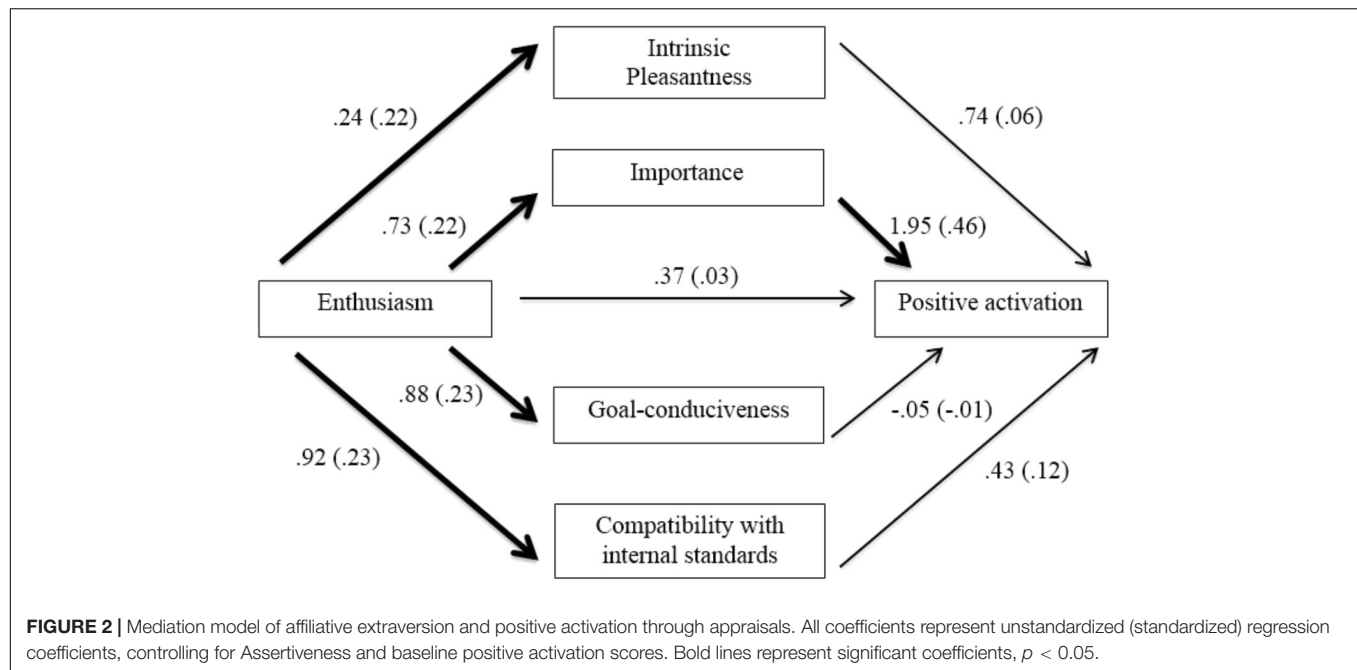 Intrinsic
Pleasantness
.24 (.22)
.74 (.06)
Importance
.73 (.22)
1.95 (.46)
.37 (.03)
Enthusiasm
Positive activation
.88 (.23)
Goal-conduciveness
-.05 (-.01)
.92 (.23)
.43 (.12)
Compatibility with
internal standards
FIGURE 2 | Mediation model of affiliative extraversion and positive activation through appraisals. All coefficients represent unstandardized (standardized) regression
coefficients, controlling for Assertiveness and baseline positive activation scores. Bold lines represent significant coefficients, p < 0.05.